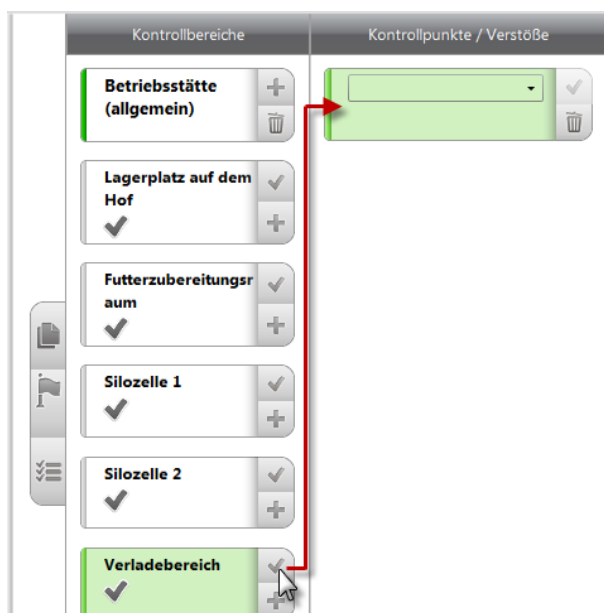 Kontrollbereiche
Kontrollpunkte / Verstöße
Betriebsstätte
(allgemein)
Lagerplatz auf dem
Hof
Futterzubereitungsr
aum
Silozelle 1
Silozelle 2
Verladebereich